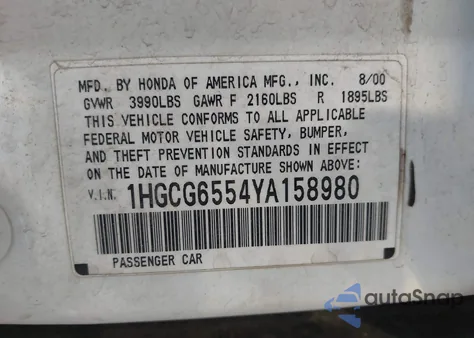 MFD. BY HONDA OF AMERICA MFG., INC. 8/00
GVWR 3990LBS GAWR F 2160LBS R 1895LBS
THIS VEHICLE CONFORMS TO ALL APPLICABLE
FEDERAL MOTOR VEHICLE SAFETY, BUMPER,
AND THEFT PREVENTION STANDARDS IN EFFECT
ON THE DATE OF MANUFACTURE SHOWN ABOVE:
V.I.N. 1HGCG6554YA158980
PASSENGER CAR
autoSnap